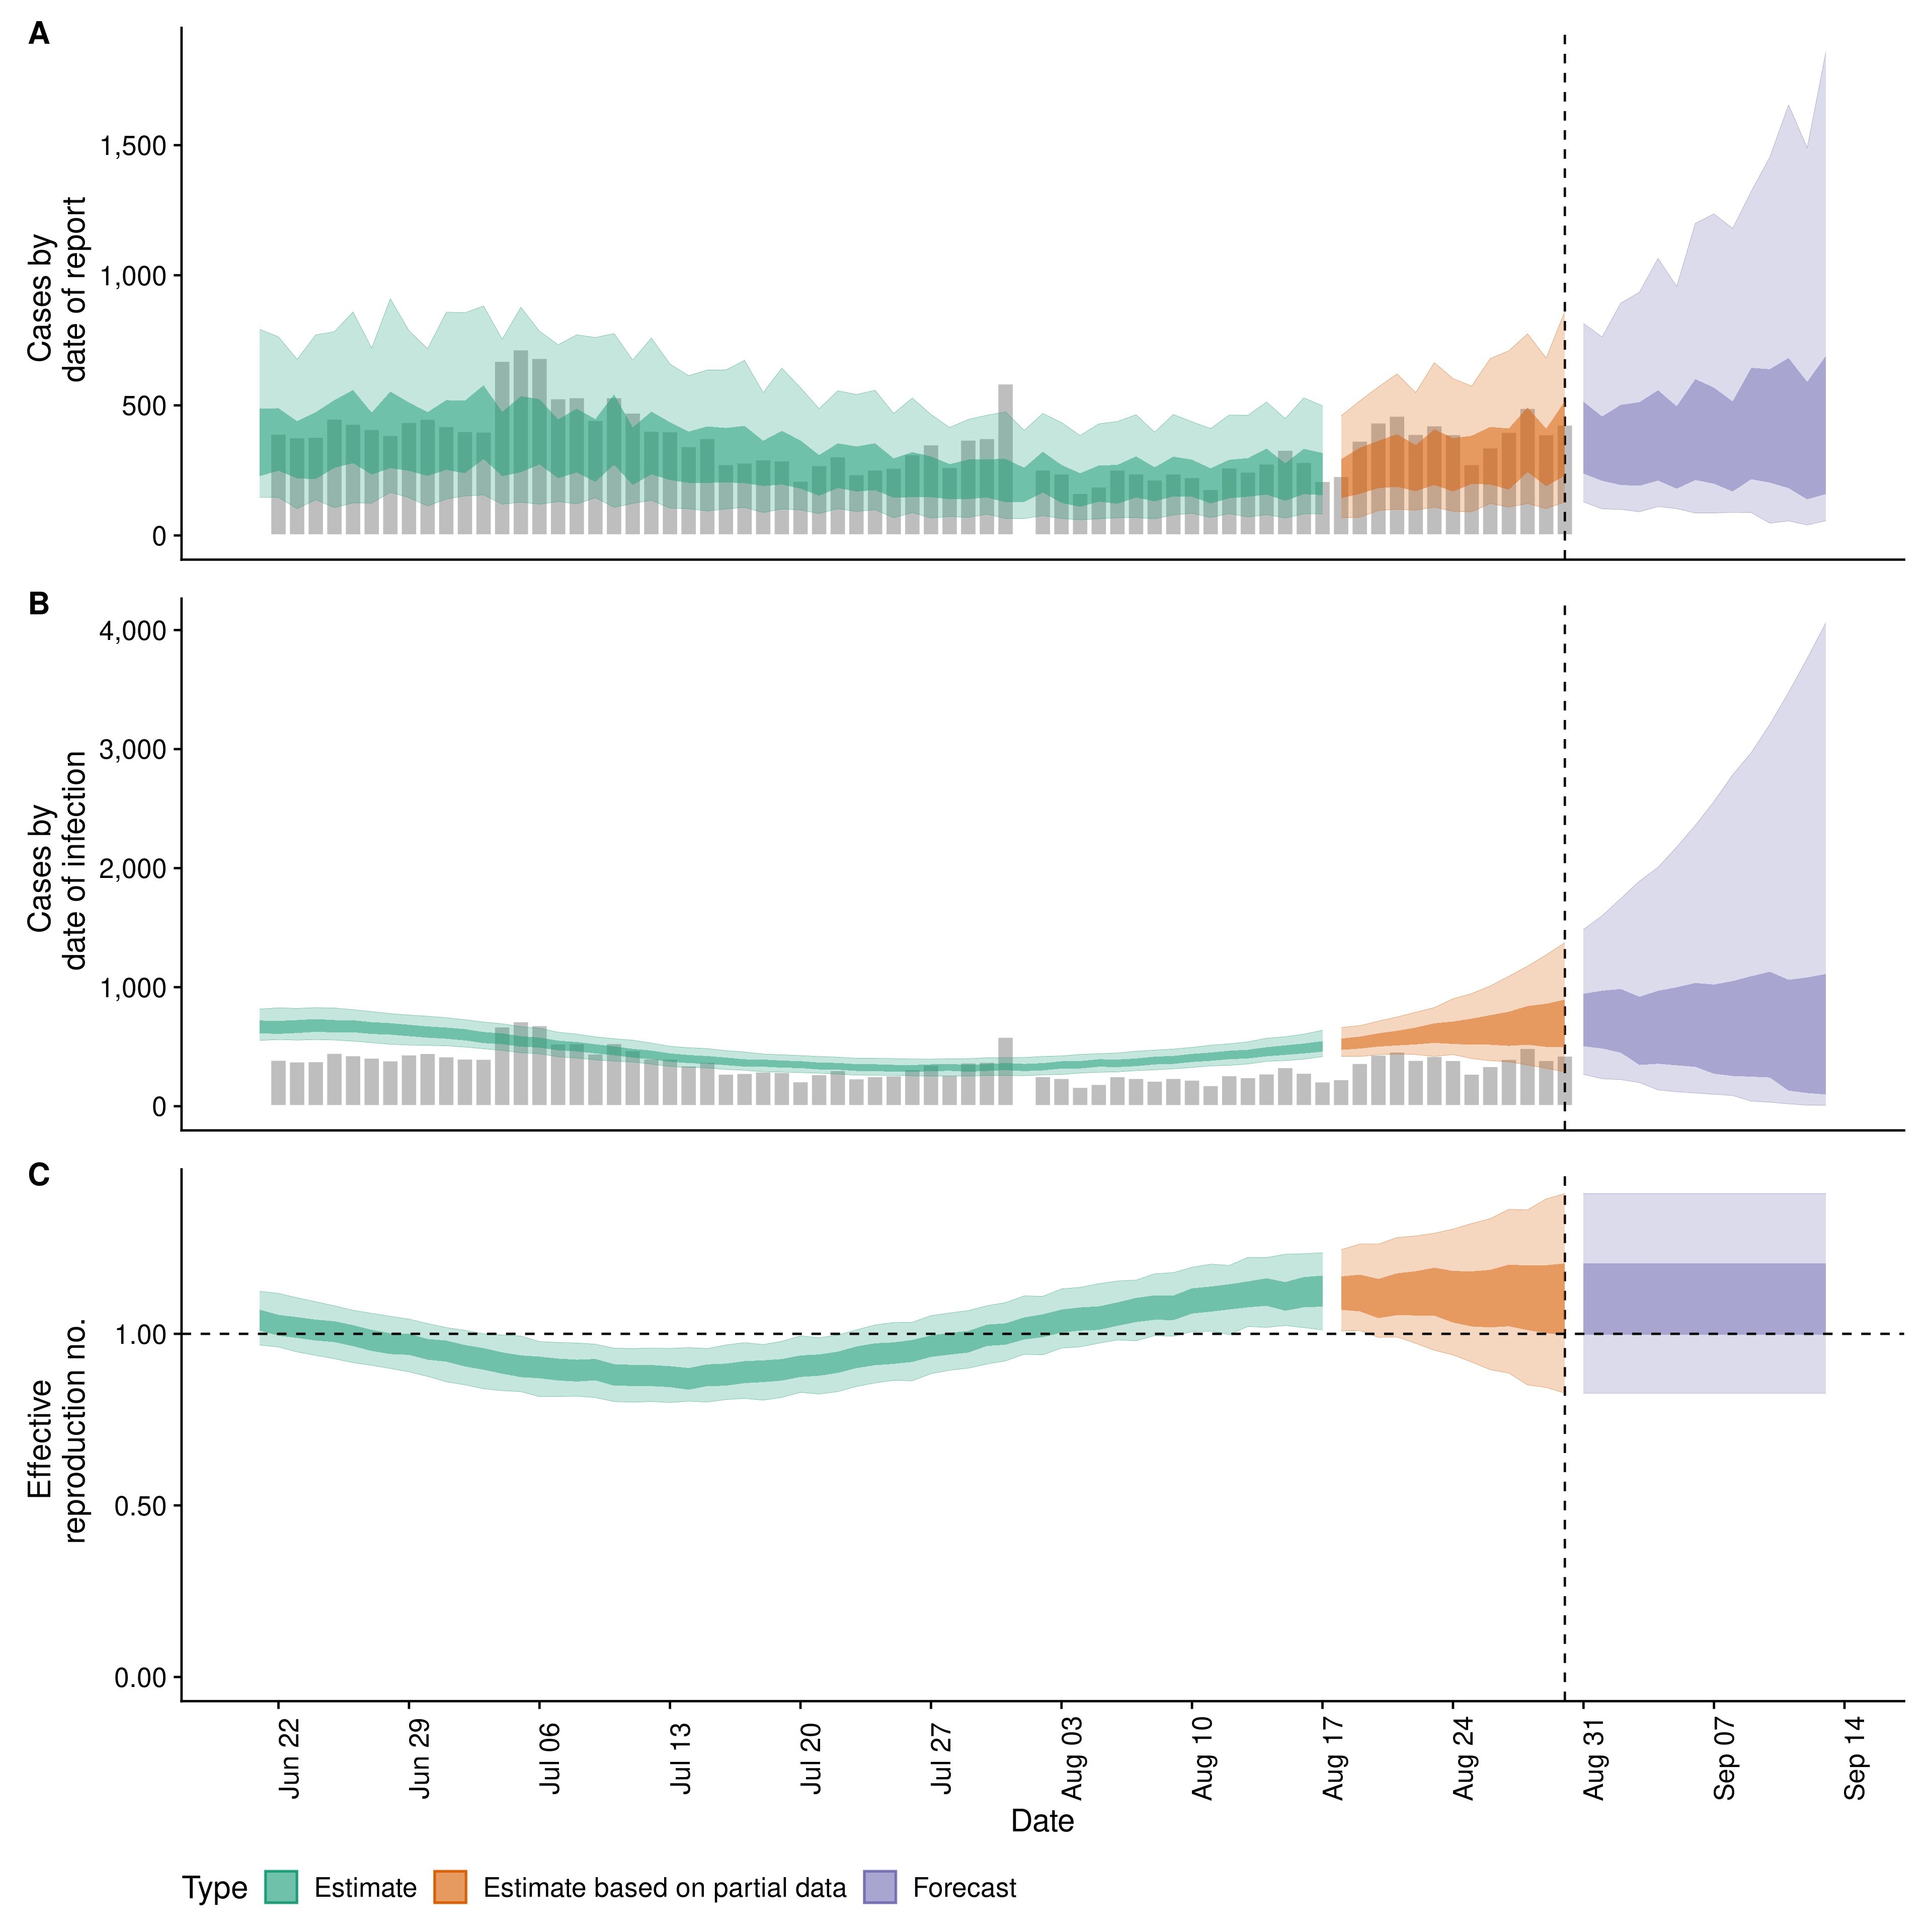 A
Cases by
date of report
1,500
1,000
500
0
B
Cases by
date of infection
4,000
3,000
2,000
1,000
0
C
Effective
reproduction no.
1.00
0.50
0.00
Jun 22
Jun 29
Jul 06
Jul 13
Jul 20
Jul 27
Aug 03
Aug 10
Aug 17
Aug 24
Aug 31
Sep 07
Sep 14
Date
Type Estimate Estimate based on partial data Forecast